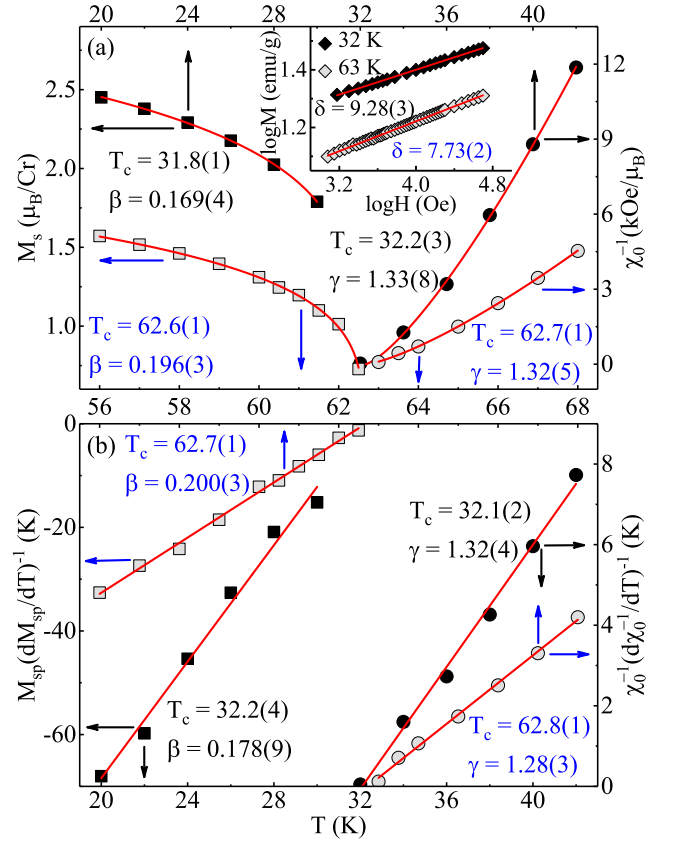 20 24 28 32 36 40
(a)
2.5
2.0
1.5
1.0
M_s (μ_B/Cr)
T_c = 31.8(1)
β = 0.169(4)
32 K
63 K
δ = 9.28(3)
δ = 7.73(2)
1.4
1.2
logM (emu/g)
3.2 4.0 4.8
logH (Oe)
T_c = 32.2(3)
γ = 1.33(8)
12
9
6
3
0
χ_0^-1(kOe/μ_B)
T_c = 62.6(1)
β = 0.196(3)
T_c = 62.7(1)
γ = 1.32(5)
56 58 60 62 64 66 68
(b)
0
-20
-40
-60
M_sp(dM_sp/dT)^-1 (K)
T_c = 62.7(1)
β = 0.200(3)
T_c = 32.1(2)
γ = 1.32(4)
8
6
4
2
0
χ_0^-1(dχ_0^-1/dT)^-1 (K)
T_c = 32.2(4)
β = 0.178(9)
T_c = 62.8(1)
γ = 1.28(3)
20 24 28 32 36 40
T (K)